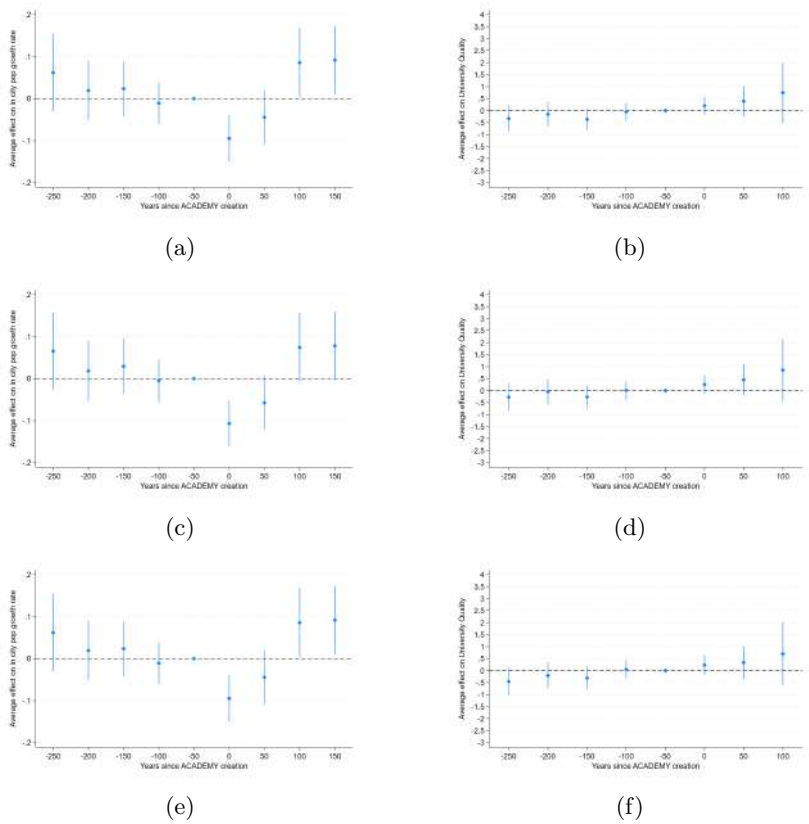 Average effect on ln city pop growth rate
.2
.1
0
-.1
-.2
-250 -200 -150 -100 -50 0 50 100 150
Years since ACADEMY creation
(a)
Average effect on University Quality
4
3.5
3
2.5
2
1.5
1
.5
0
-.5
-1
-1.5
-2
-2.5
-3
-250 -200 -150 -100 -50 0 50 100
Years since ACADEMY creation
(b)
Average effect on ln city pop growth rate
.2
.1
0
-.1
-.2
-250 -200 -150 -100 -50 0 50 100 150
Years since ACADEMY creation
(c)
Average effect on University Quality
4
3.5
3
2.5
2
1.5
1
.5
0
-.5
-1
-1.5
-2
-2.5
-3
-250 -200 -150 -100 -50 0 50 100
Years since ACADEMY creation
(d)
Average effect on ln city pop growth rate
.2
.1
0
-.1
-.2
-250 -200 -150 -100 -50 0 50 100 150
Years since ACADEMY creation
(e)
Average effect on University Quality
4
3.5
3
2.5
2
1.5
1
.5
0
-.5
-1
-1.5
-2
-2.5
-3
-250 -200 -150 -100 -50 0 50 100
Years since ACADEMY creation
(f)